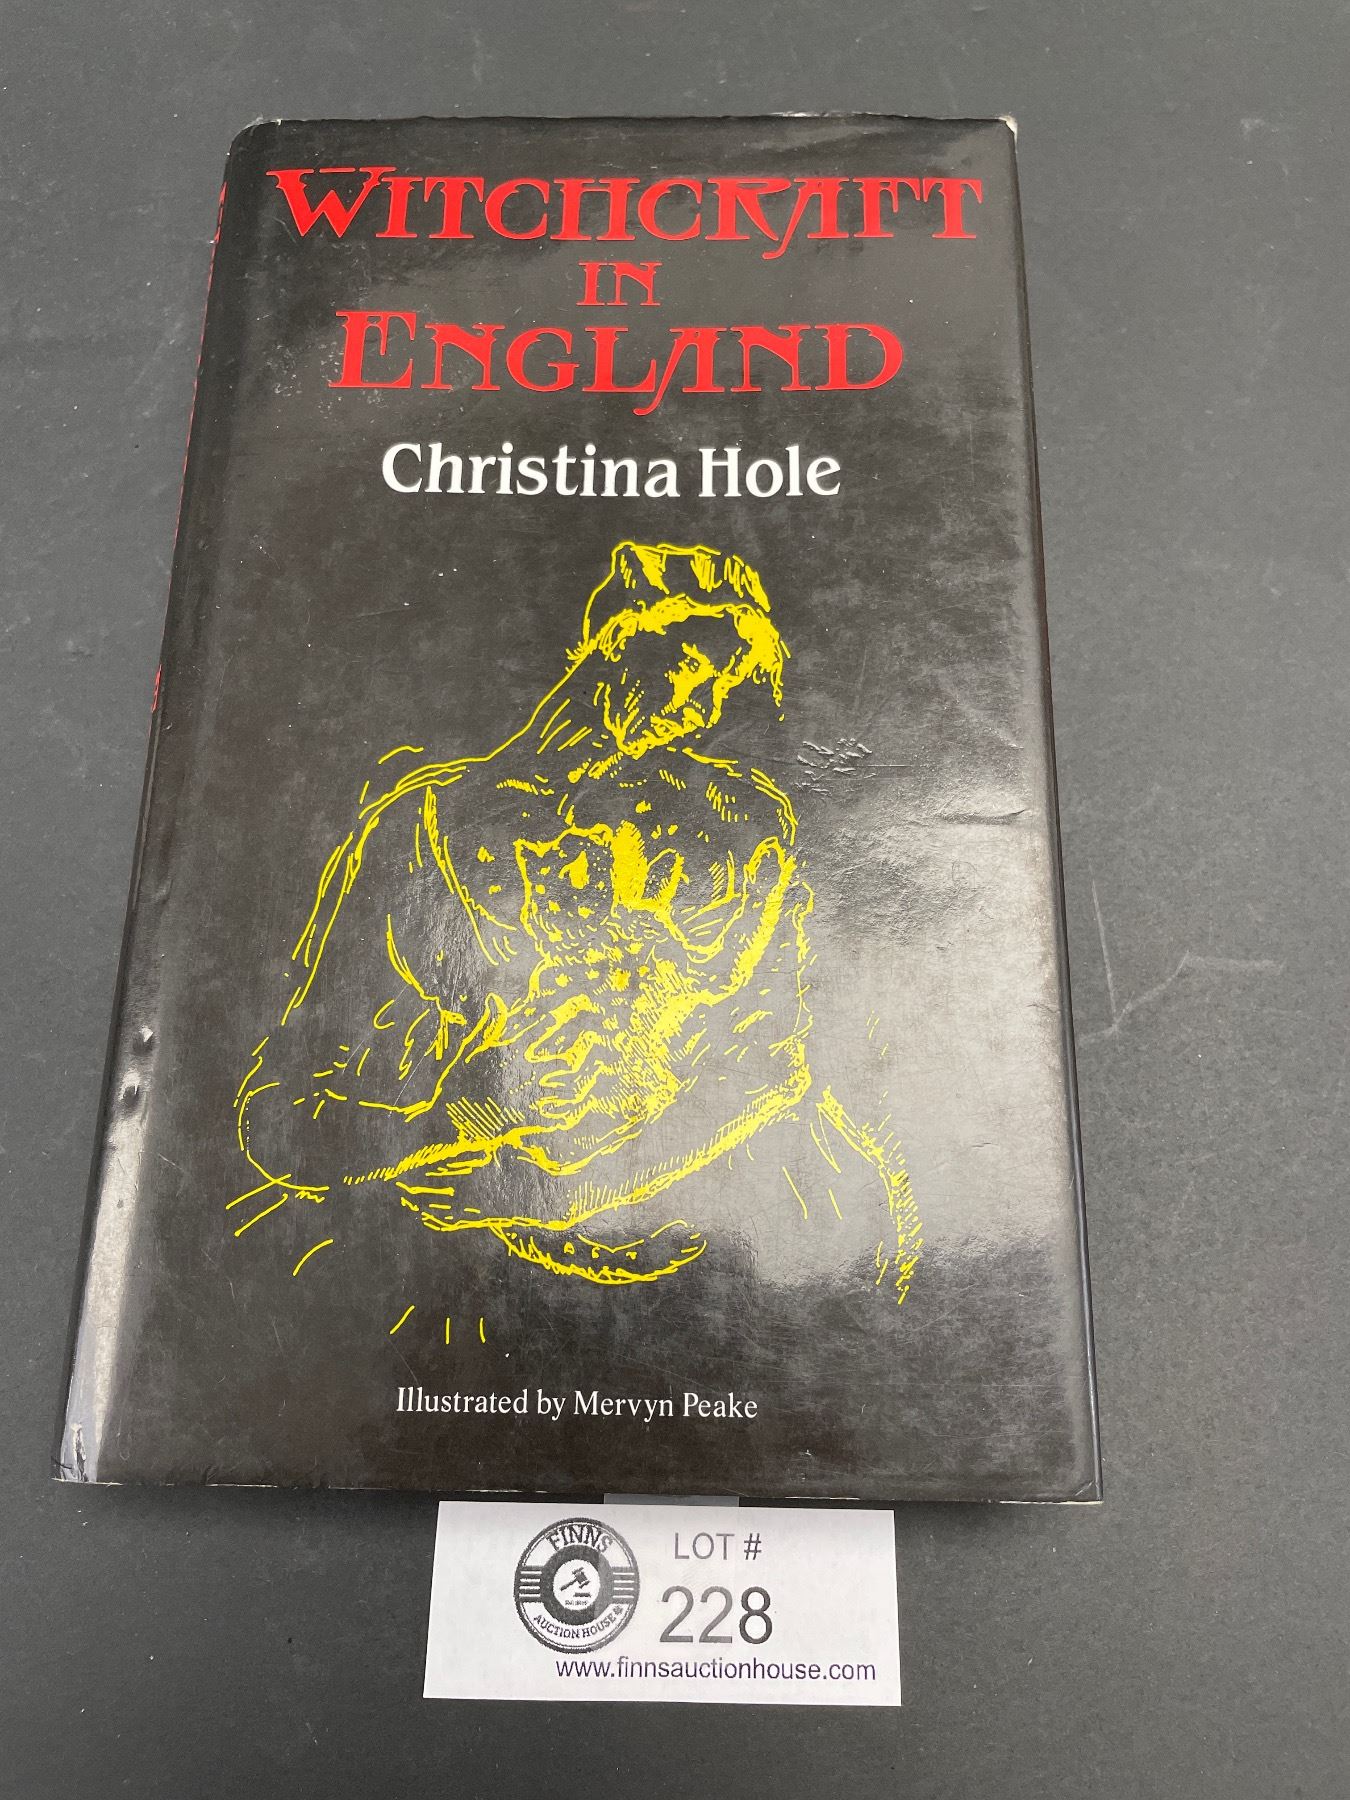 WITCHCRAFT
IN
ENGLAND
Christina Hole
Illustrated by Mervyn Peake
FINNS
AUCTION HOUSE
LOT #
228
www.finnsauctionhouse.com